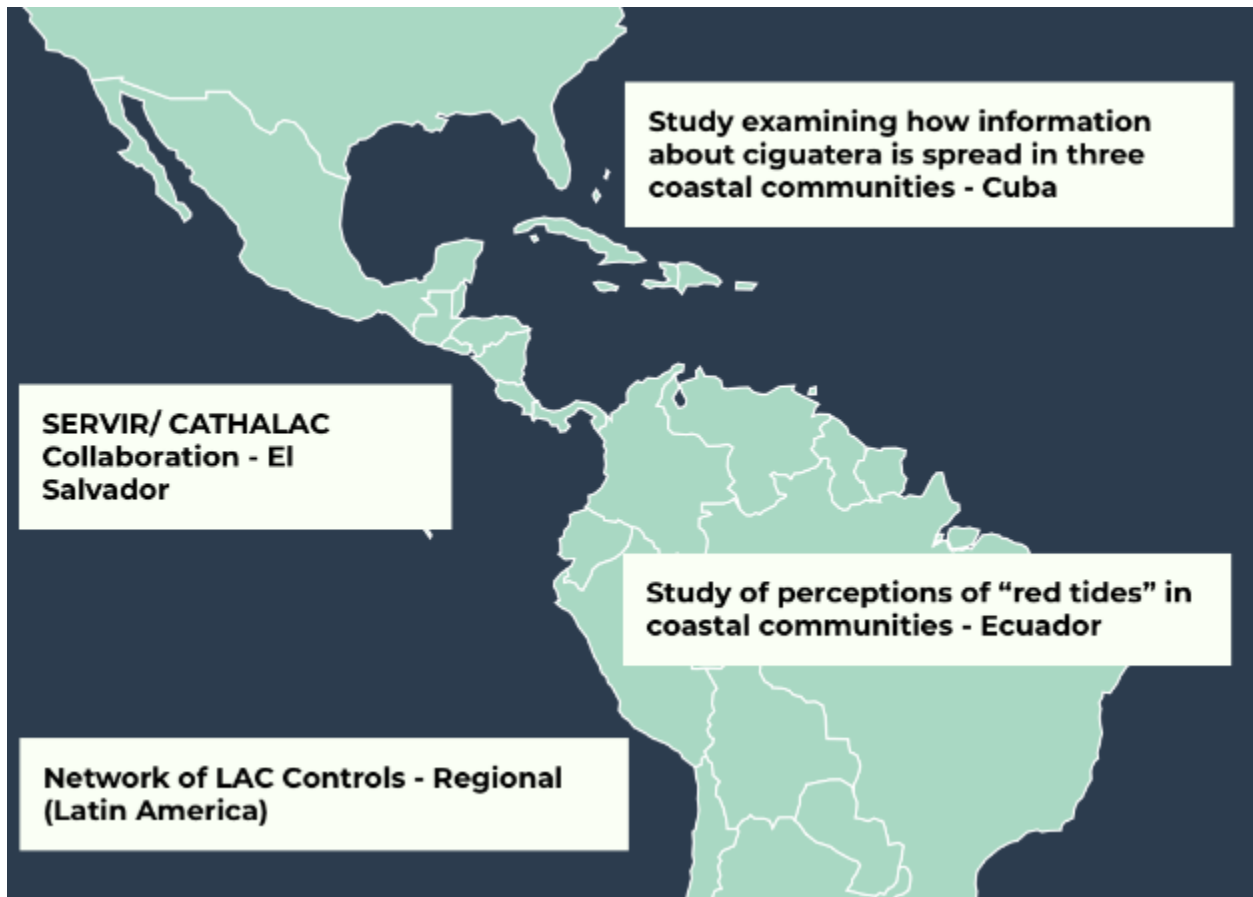 Study examining how information
about ciguatera is spread in three
coastal communities - Cuba
SERVIR/ CATHALAC
Collaboration - El
Salvador
Study of perceptions of “red tides” in
coastal communities - Ecuador
Network of LAC Controls - Regional
(Latin America)